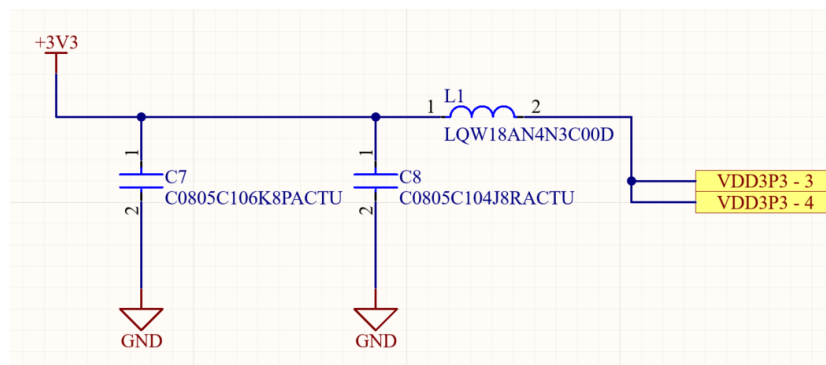 +3V3
L1
1 2
LQW18AN4N3C00D
VDD3P3 - 3
VDD3P3 - 4
1
C7
C0805C106K8PACTU
2
1
C8
C0805C104J8RACTU
2
GND
GND